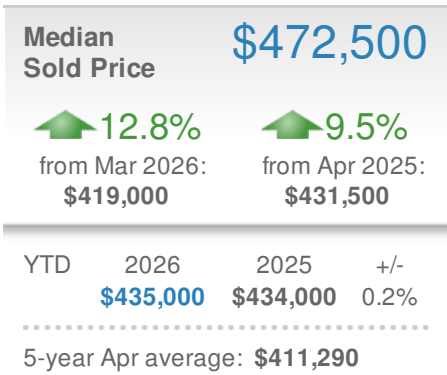 Median $472,500
Sold Price
12.8% 9.5%
from Mar 2026: from Apr 2025:
$419,000 $431,500
YTD 2026 2025 +/-
$435,000 $434,000 0.2%
5-year Apr average: $411,290